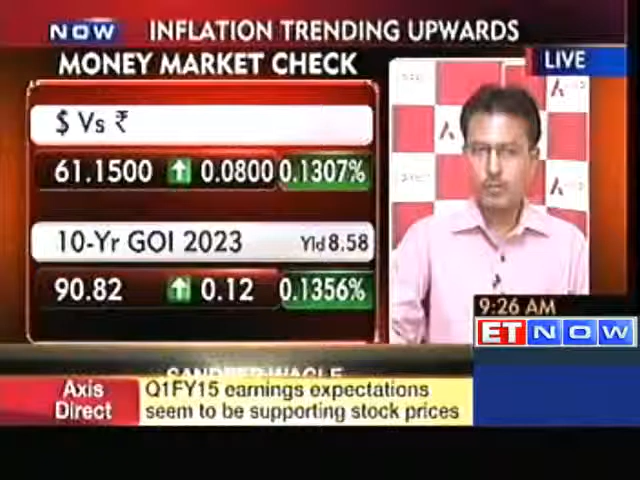 NOW
INFLATION TRENDING UPWARDS
MONEY MARKET CHECK
LIVE
$ Vs ₹
61.1500 0.0800 0.1307%
10-Yr GOI 2023 Yld 8.58
90.82 0.12 0.1356%
9:26 AM
ET NOW
SANDEEP WAGLE
Axis Direct
Q1FY15 earnings expectations
seem to be supporting stock prices